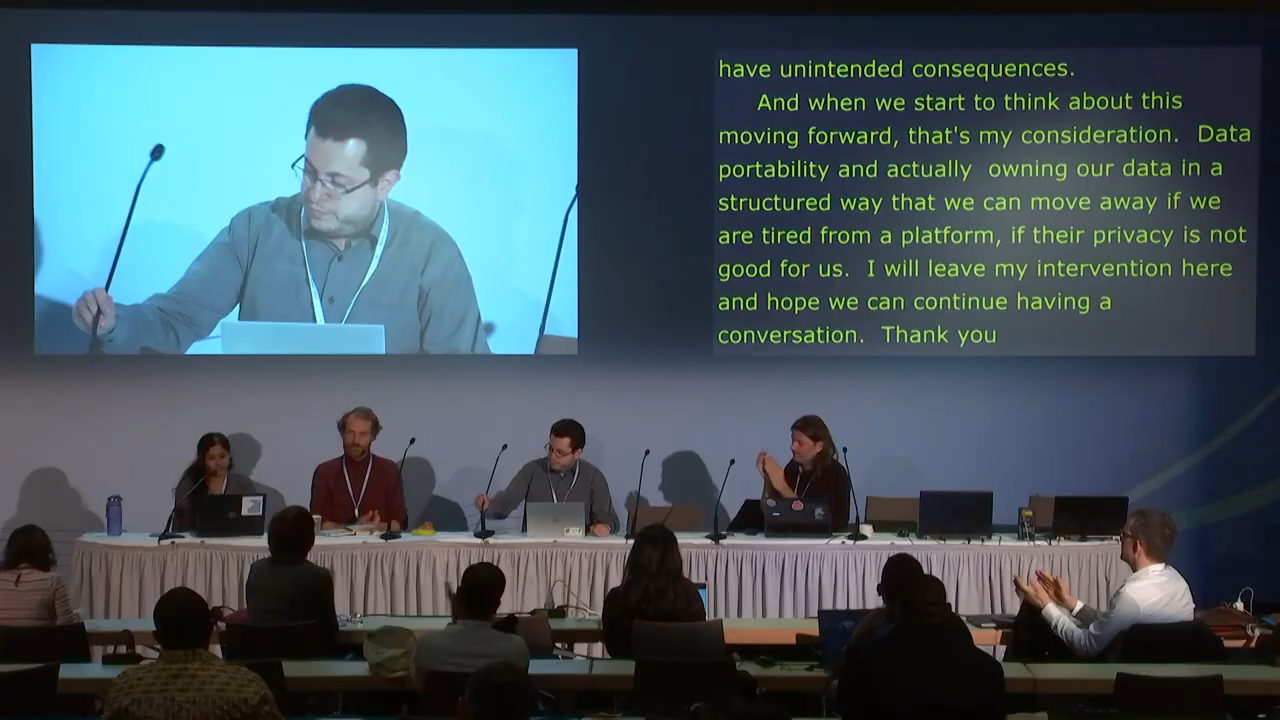 have unintended consequences.
And when we start to think about this
moving forward, that's my consideration.  Data
portability and actually  owning our data in a
structured way that we can move away if we
are tired from a platform, if their privacy is not
good for us.  I will leave my intervention here
and hope we can continue having a
conversation.  Thank you